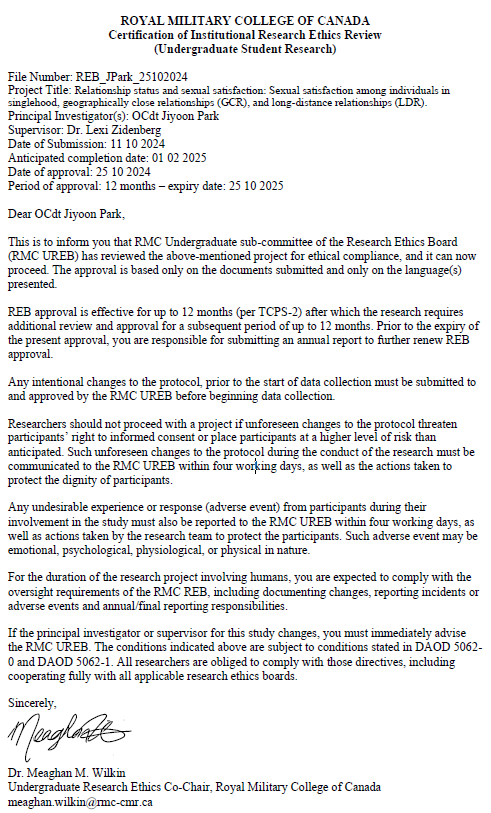 ROYAL MILITARY COLLEGE OF CANADA
Certification of Institutional Research Ethics Review
(Undergraduate Student Research)
File Number: REB_JPark_25102024
Project Title: Relationship status and sexual satisfaction: Sexual satisfaction among individuals in
singlehood, geographically close relationships (GCR), and long-distance relationships (LDR).
Principal Investigator(s): OCdt Jiyoon Park
Supervisor: Dr. Lexi Zidenberg
Date of Submission: 11 10 2024
Anticipated completion date: 01 02 2025
Date of approval: 25 10 2024
Period of approval: 12 months – expiry date: 25 10 2025
Dear OCdt Jiyoon Park,
This is to inform you that RMC Undergraduate sub-committee of the Research Ethics Board
(RMC UREB) has reviewed the above-mentioned project for ethical compliance, and it can now
proceed. The approval is based only on the documents submitted and only on the language(s)
presented.
REB approval is effective for up to 12 months (per TCPS-2) after which the research requires
additional review and approval for a subsequent period of up to 12 months. Prior to the expiry of
the present approval, you are responsible for submitting an annual report to further renew REB
approval.
Any intentional changes to the protocol, prior to the start of data collection must be submitted to
and approved by the RMC UREB before beginning data collection.
Researchers should not proceed with a project if unforeseen changes to the protocol threaten
participants' right to informed consent or place participants at a higher level of risk than
anticipated. Such unforeseen changes to the protocol during the conduct of the research must be
communicated to the RMC UREB within four working days, as well as the actions taken to
protect the dignity of participants.
Any undesirable experience or response (adverse event) from participants during their
involvement in the study must also be reported to the RMC UREB within four working days, as
well as actions taken by the research team to protect the participants. Such adverse event may be
emotional, psychological, physiological, or physical in nature.
For the duration of the research project involving humans, you are expected to comply with the
oversight requirements of the RMC REB, including documenting changes, reporting incidents or
adverse events and annual/final reporting responsibilities.
If the principal investigator or supervisor for this study changes, you must immediately advise
the RMC UREB. The conditions indicated above are subject to conditions stated in DAOD 5062-
0 and DAOD 5062-1. All researchers are obliged to comply with those directives, including
cooperating fully with all applicable research ethics boards.
Sincerely,
Dr. Meaghan M. Wilkin
Undergraduate Research Ethics Co-Chair, Royal Military College of Canada
meaghan.wilkin@rmc-cmr.ca